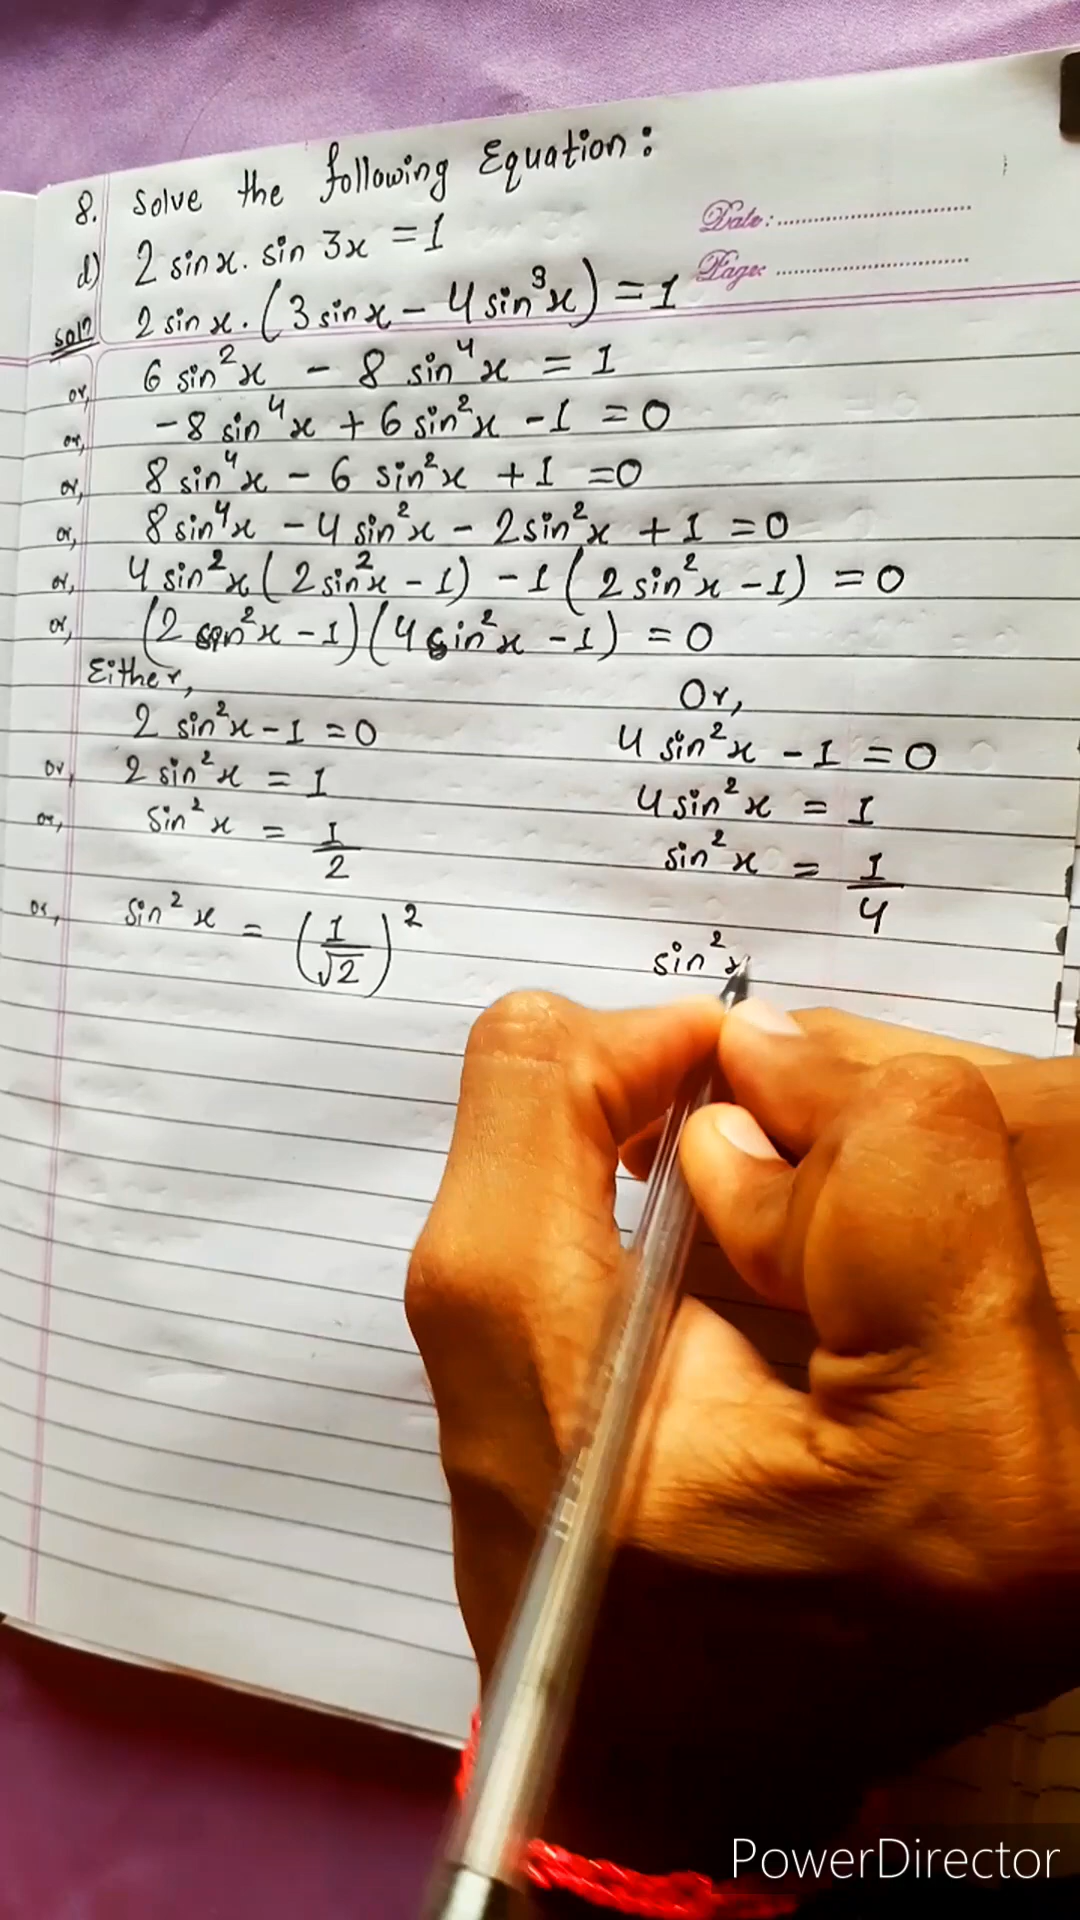 8. Solve the following Equation:
d) 2 sin x. sin 3x = 1
Date:
Page:
Solⁿ 2 sin x. (3 sin x - 4 sin³x) = 1
or, 6 sin²x - 8 sin⁴x = 1
or, -8 sin⁴x + 6 sin²x - 1 = 0
or, 8 sin⁴x - 6 sin²x + 1 = 0
or, 8 sin⁴x - 4 sin²x - 2 sin²x + 1 = 0
or, 4 sin²x (2 sin²x - 1) - 1 (2 sin²x - 1) = 0
or, (2 sin²x - 1)(4 sin²x - 1) = 0
Either,
2 sin²x - 1 = 0
or, 2 sin²x = 1
or, sin²x = 1/2
or, sin²x = (1/√2)²
Or,
4 sin²x - 1 = 0
4 sin²x = 1
sin²x = 1/4
sin²x
PowerDirector